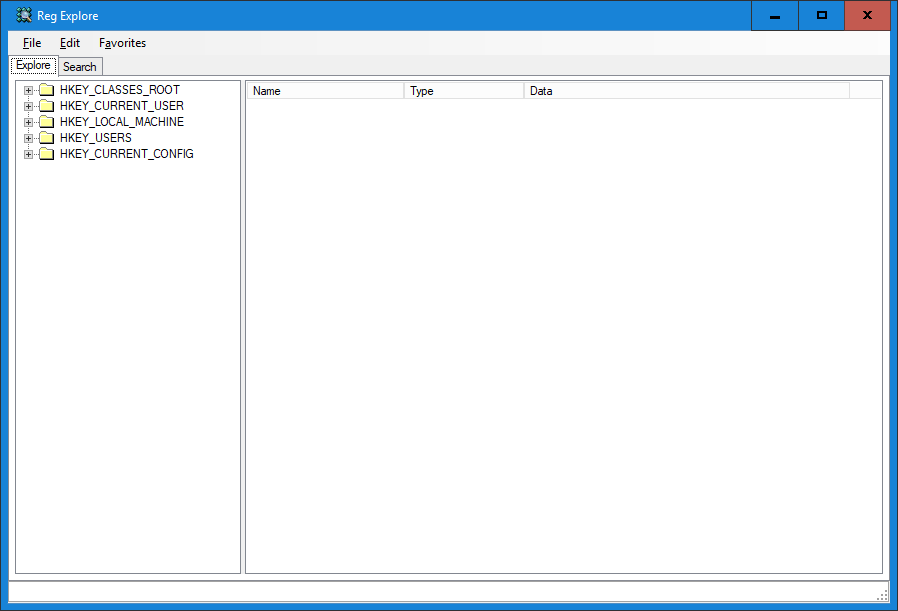 Reg Explore
File Edit Favorites
Explore Search
HKEY_CLASSES_ROOT
HKEY_CURRENT_USER
HKEY_LOCAL_MACHINE
HKEY_USERS
HKEY_CURRENT_CONFIG
Name Type Data